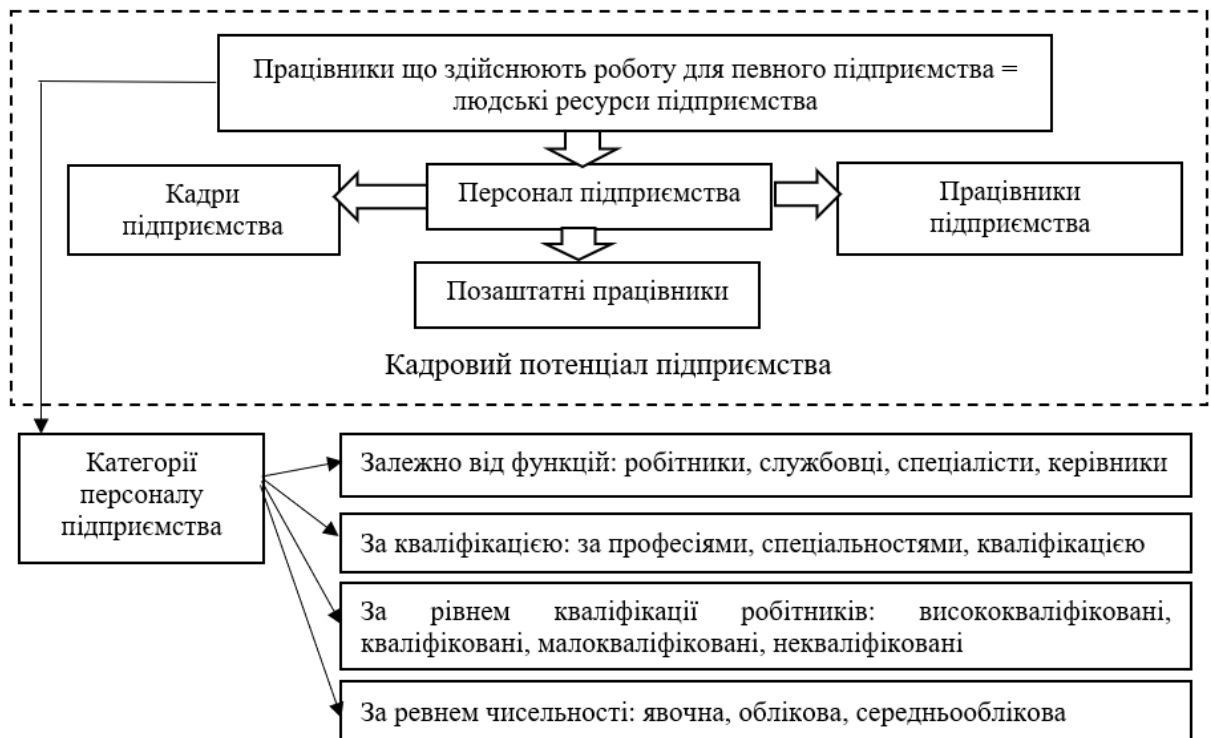 Працівники що здійснюють роботу для певного підприємства =
людські ресурси підприємства
Кадри
підприємства
Персонал підприємства
Працівники
підприємства
Позаштатні працівники
Кадровий потенціал підприємства
Категорії
персоналу
підприємства
Залежно від функцій: робітники, службовці, спеціалісти, керівники
За кваліфікацією: за професіями, спеціальностями, кваліфікацією
За рівнем кваліфікації робітників: висококваліфіковані,
кваліфіковані, малокваліфіковані, некваліфіковані
За ревнем чисельності: явочна, облікова, середньооблікова